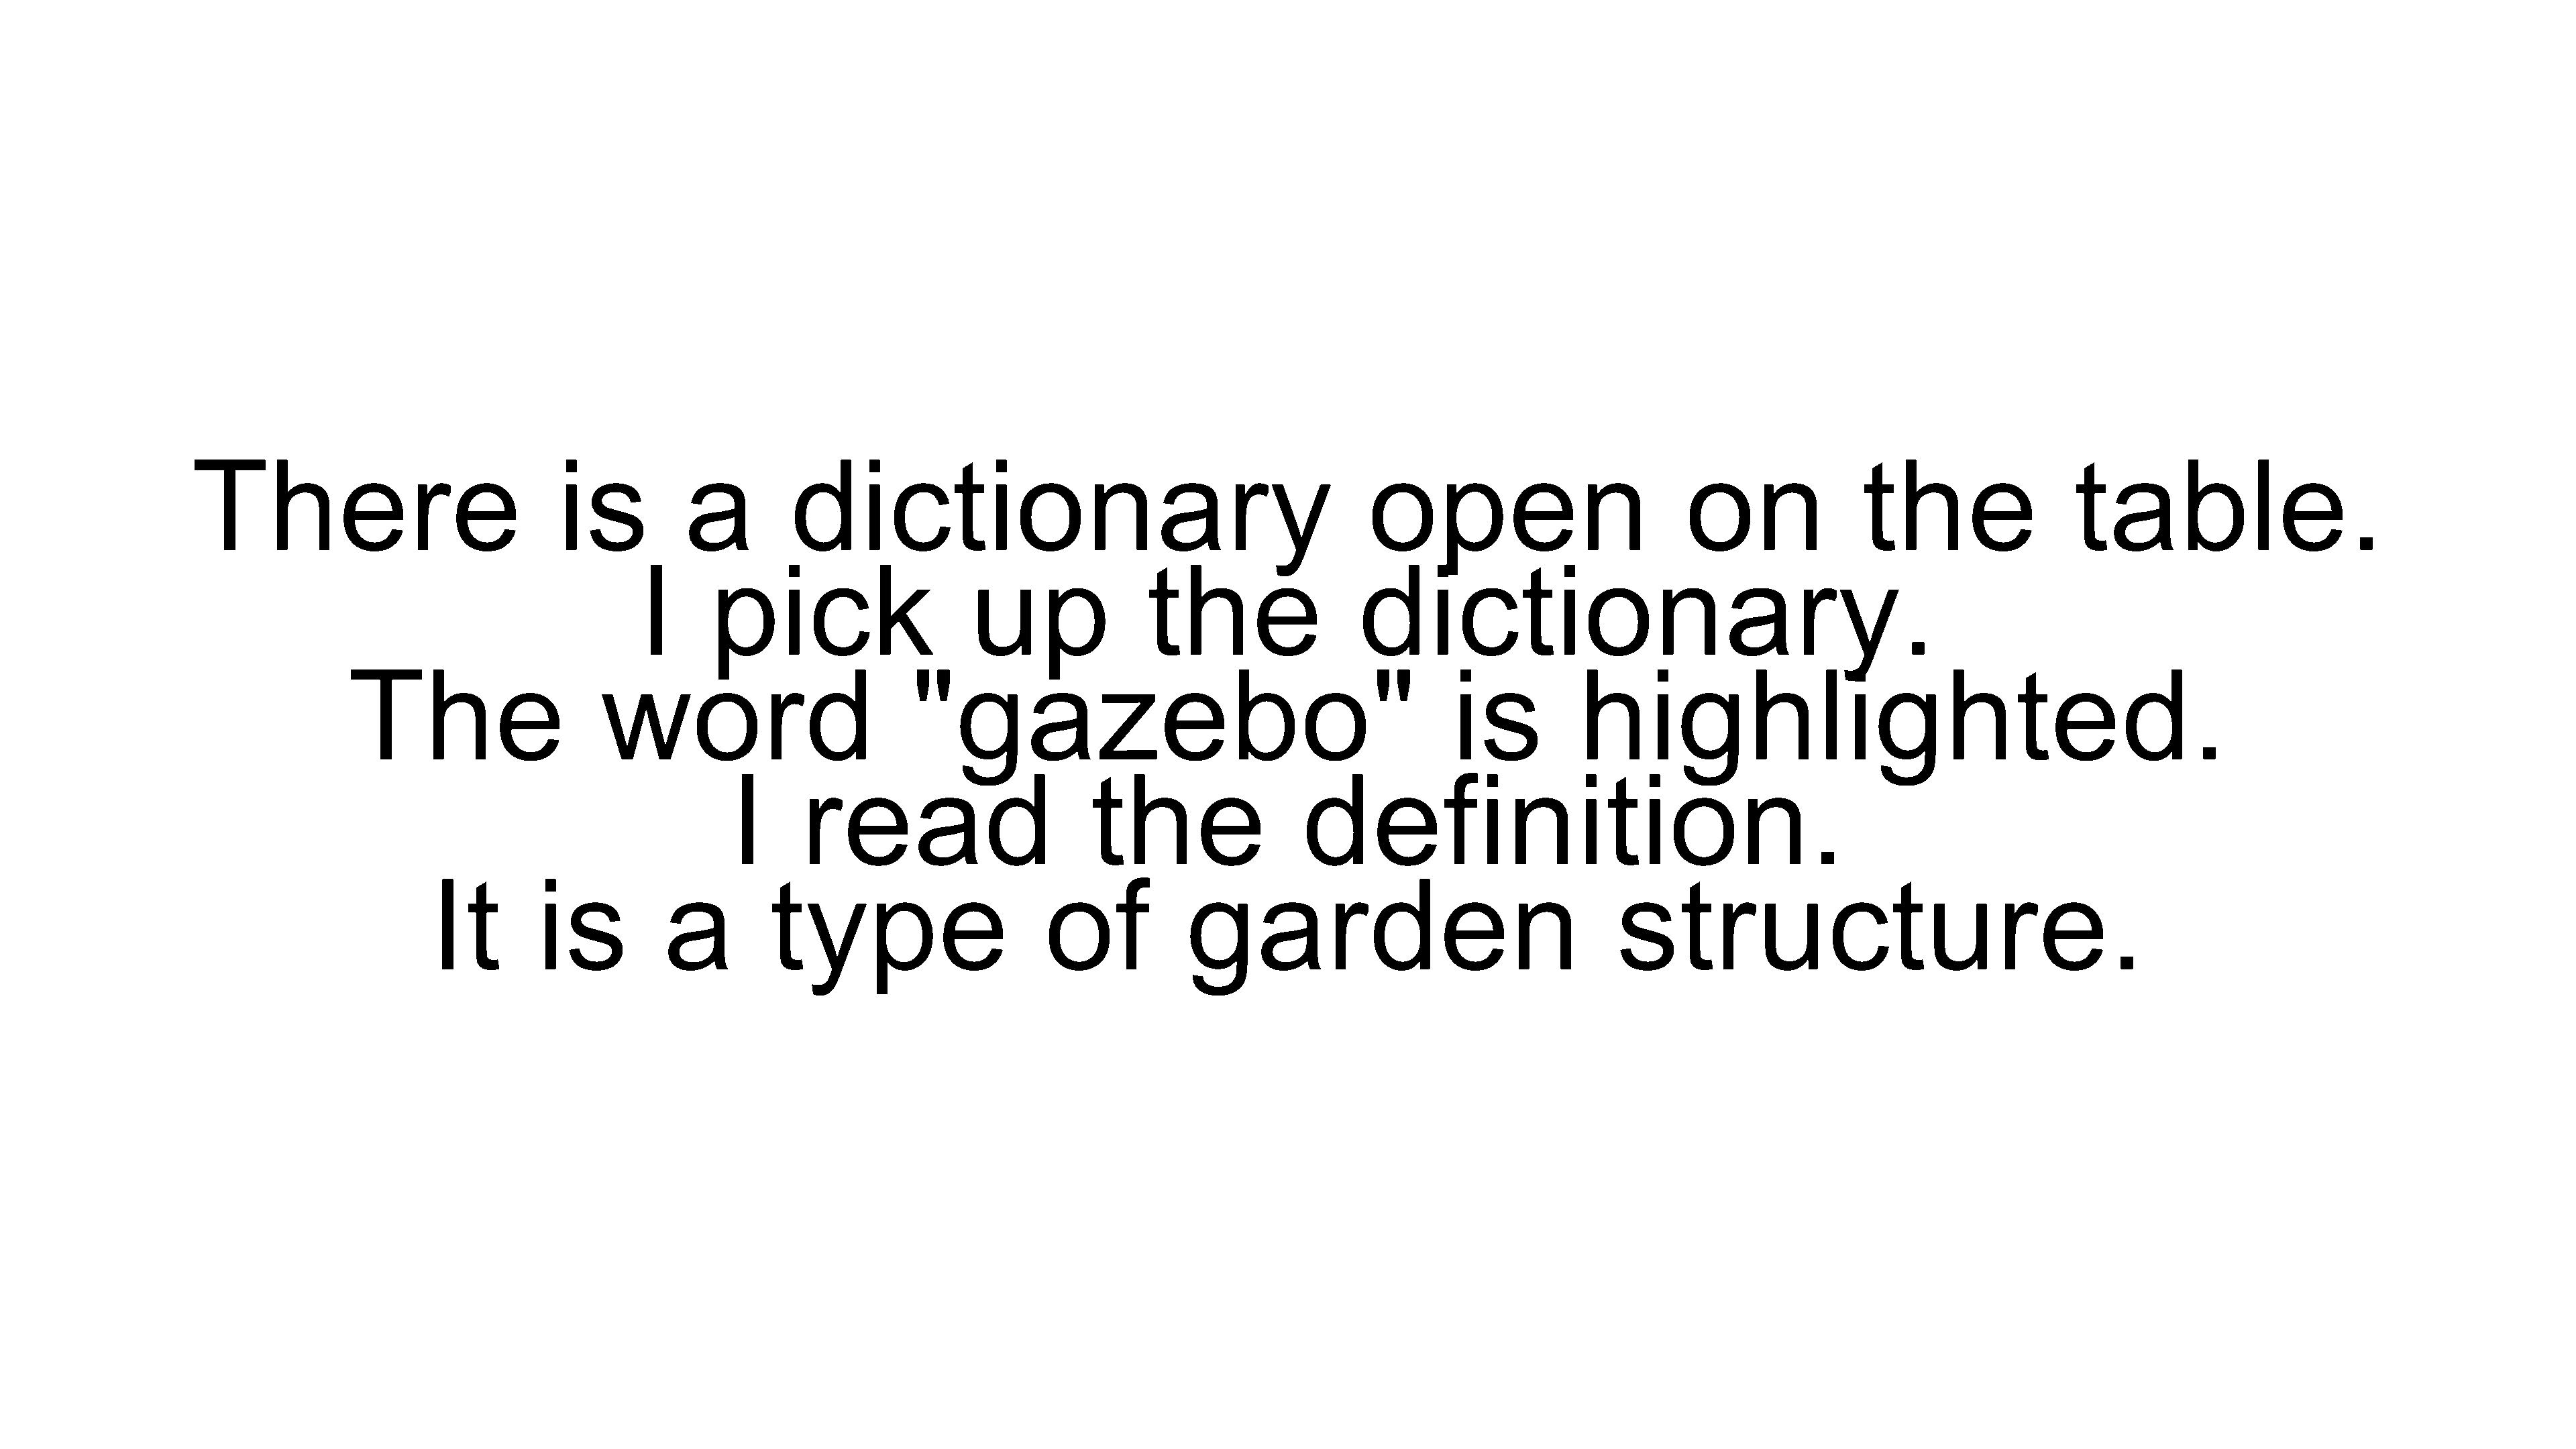 There is a dictionary open on the table.
I pick up the dictionary.
The word "gazebo" is highlighted.
I read the definition.
It is a type of garden structure.